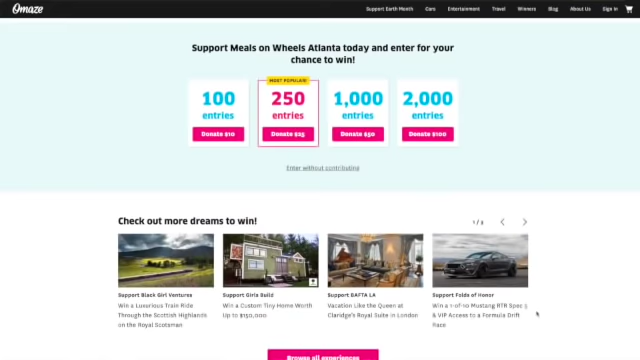 Omaze
Support Earth Month Cars Entertainment Travel Winners Blog About Us Sign In
Support Meals on Wheels Atlanta today and enter for your
chance to win!
MOST POPULAR!
100 250 1,000 2,000
entries entries entries entries
Donate $10 Donate $25 Donate $50 Donate $100
Enter without contributing
Check out more dreams to win! 1 / 3
Support Black Girl Ventures Support Girls Build Support BAFTA LA Support Folds of Honor
Win a Luxurious Train Ride Win a Custom Tiny Home Worth Vacation Like the Queen at Win a 1-of-10 Mustang RTR Spec 5
Through the Scottish Highlands Up to $150,000 Claridge's Royal Suite in London & VIP Access to a Formula Drift
on the Royal Scotsman Race
Browse all experiences